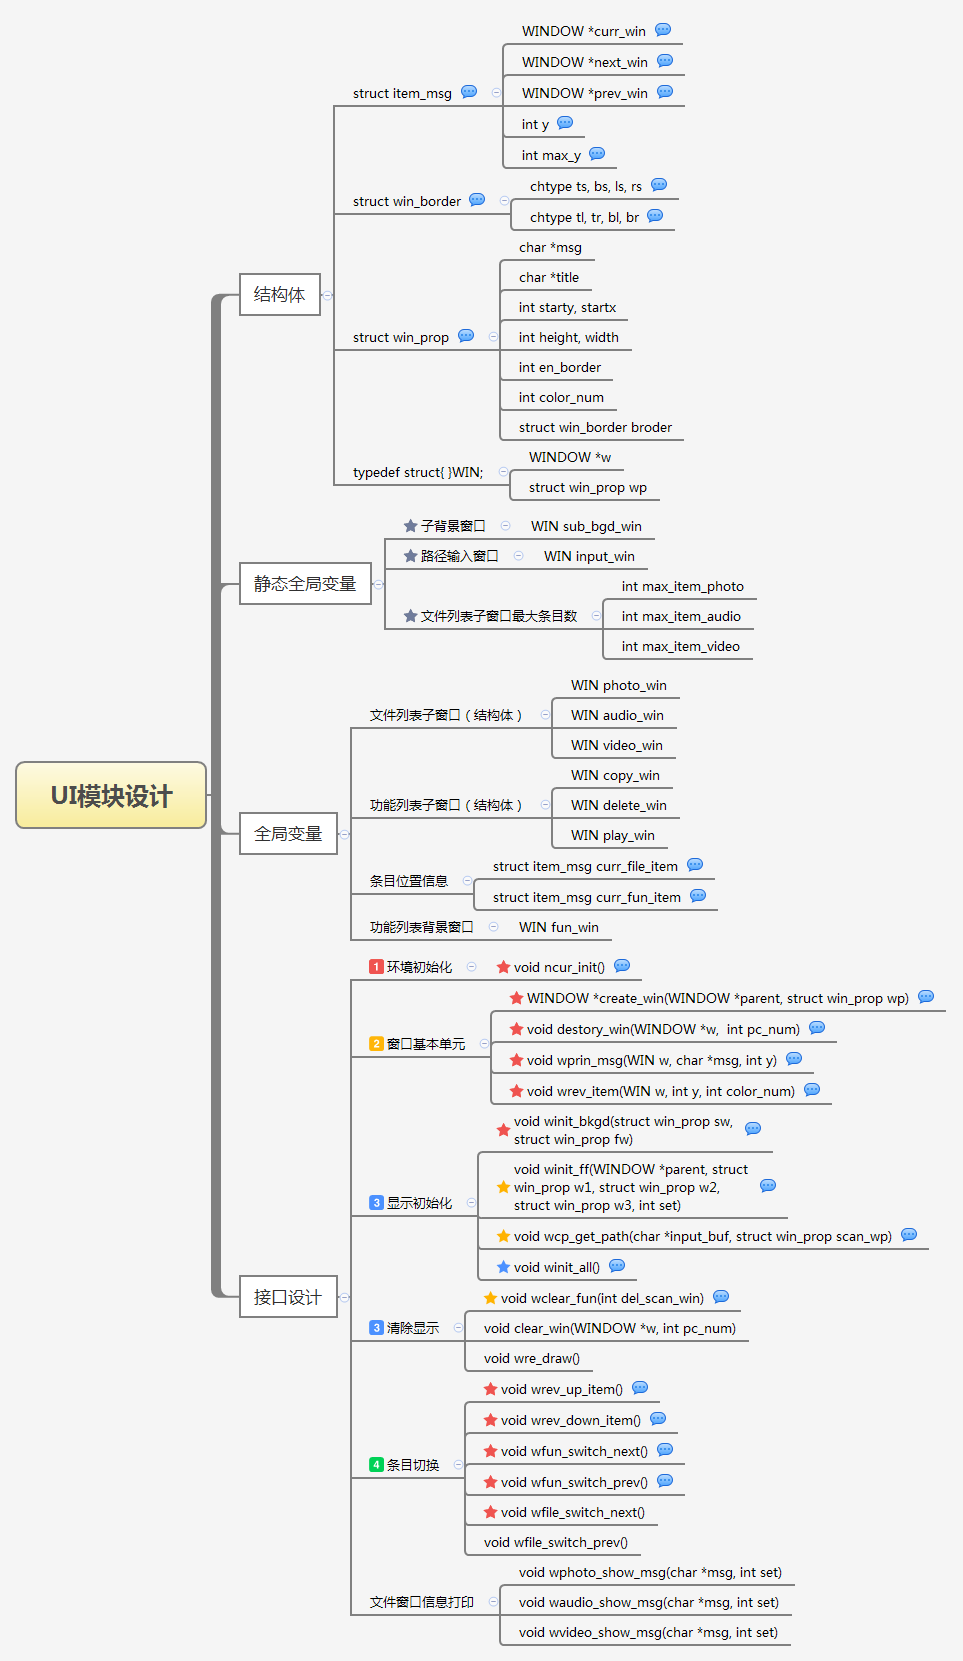 WINDOW *curr_win
WINDOW *next_win
struct item_msg
WINDOW *prev_win
int y
int max_y
chtype ts, bs, ls, rs
struct win_border
chtype tl, tr, bl, br
char *msg
char *title
结构体
int starty, startx
struct win_prop
int height, width
int en_border
int color_num
struct win_border broder
WINDOW *w
typedef struct{ }WIN;
struct win_prop wp
子背景窗口
WIN sub_bgd_win
路径输入窗口
WIN input_win
静态全局变量
int max_item_photo
文件列表子窗口最大条目数
int max_item_audio
int max_item_video
WIN photo_win
文件列表子窗口（结构体）
WIN audio_win
WIN video_win
WIN copy_win
UI模块设计
功能列表子窗口（结构体）
WIN delete_win
全局变量
WIN play_win
struct item_msg curr_file_item
条目位置信息
struct item_msg curr_fun_item
功能列表背景窗口
WIN fun_win
1 环境初始化
void ncur_init()
WINDOW *create_win(WINDOW *parent, struct win_prop wp)
void destory_win(WINDOW *w,  int pc_num)
2 窗口基本单元
void wprin_msg(WIN w, char *msg, int y)
void wrev_item(WIN w, int y, int color_num)
void winit_bkgd(struct win_prop sw,
struct win_prop fw)
void winit_ff(WINDOW *parent, struct
win_prop w1, struct win_prop w2,
struct win_prop w3, int set)
3 显示初始化
void wcp_get_path(char *input_buf, struct win_prop scan_wp)
void winit_all()
接口设计
void wclear_fun(int del_scan_win)
3 清除显示
void clear_win(WINDOW *w, int pc_num)
void wre_draw()
void wrev_up_item()
void wrev_down_item()
void wfun_switch_next()
4 条目切换
void wfun_switch_prev()
void wfile_switch_next()
void wfile_switch_prev()
void wphoto_show_msg(char *msg, int set)
文件窗口信息打印
void waudio_show_msg(char *msg, int set)
void wvideo_show_msg(char *msg, int set)